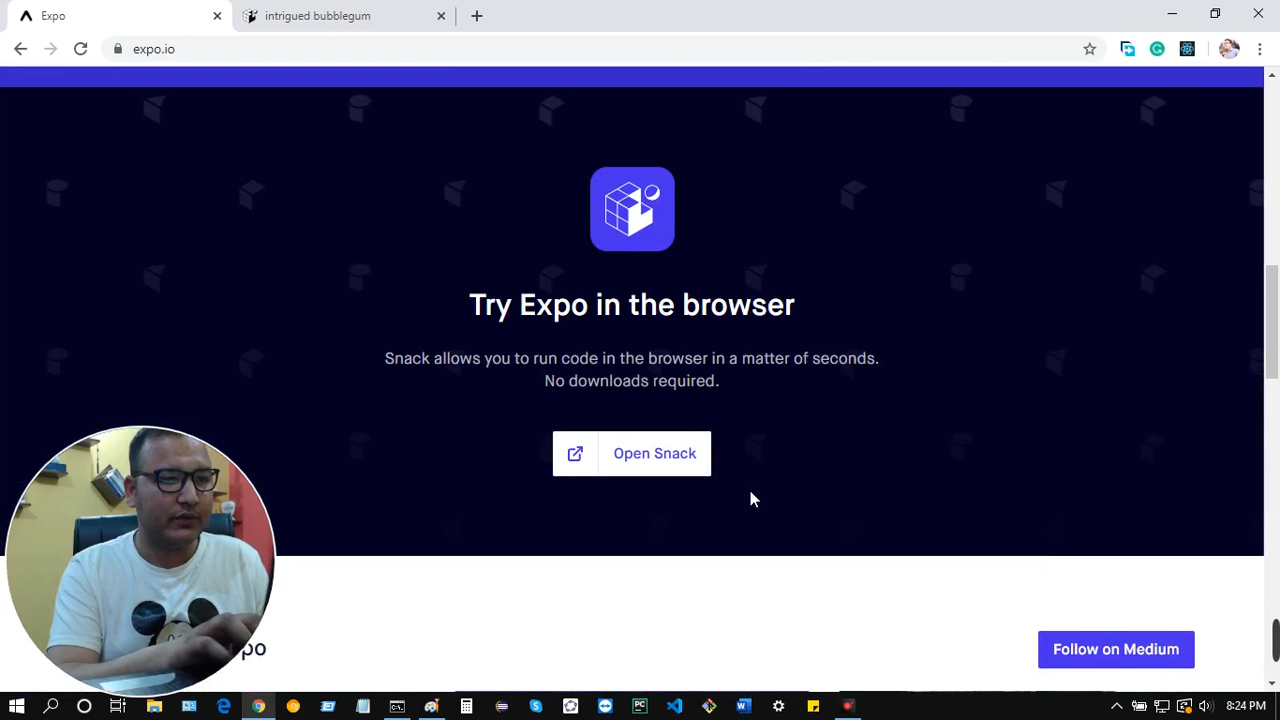 Expo
intrigued bubblegum
expo.io
Try Expo in the browser
Snack allows you to run code in the browser in a matter of seconds.
No downloads required.
Open Snack
po
Follow on Medium
8:24 PM